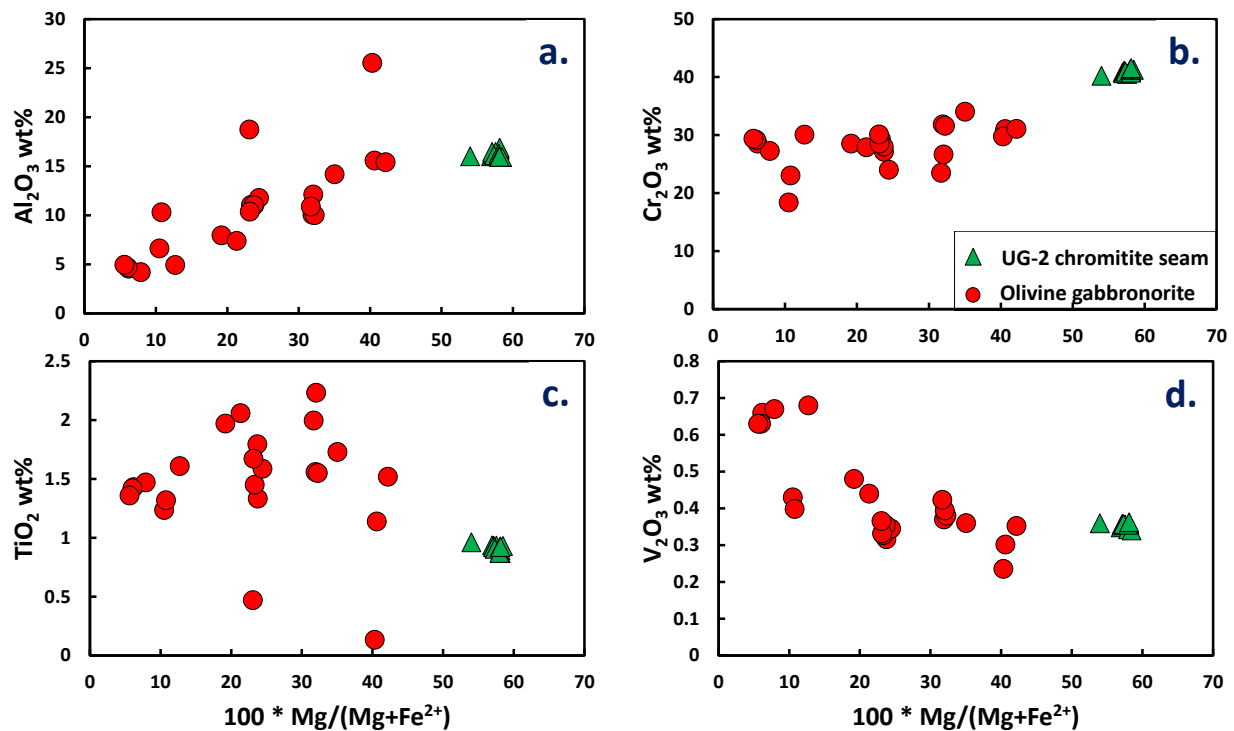 a.
Al₂O₃ wt%
30
25
20
15
10
5
0
0 10 20 30 40 50 60 70
b.
Cr₂O₃ wt%
50
40
30
20
10
0
0 10 20 30 40 50 60 70
UG-2 chromitite seam
Olivine gabbronorite
c.
TiO₂ wt%
2.5
2
1.5
1
0.5
0
0 10 20 30 40 50 60 70
100 * Mg/(Mg+Fe²⁺)
d.
V₂O₃ wt%
0.8
0.7
0.6
0.5
0.4
0.3
0.2
0.1
0
0 10 20 30 40 50 60 70
100 * Mg/(Mg+Fe²⁺)